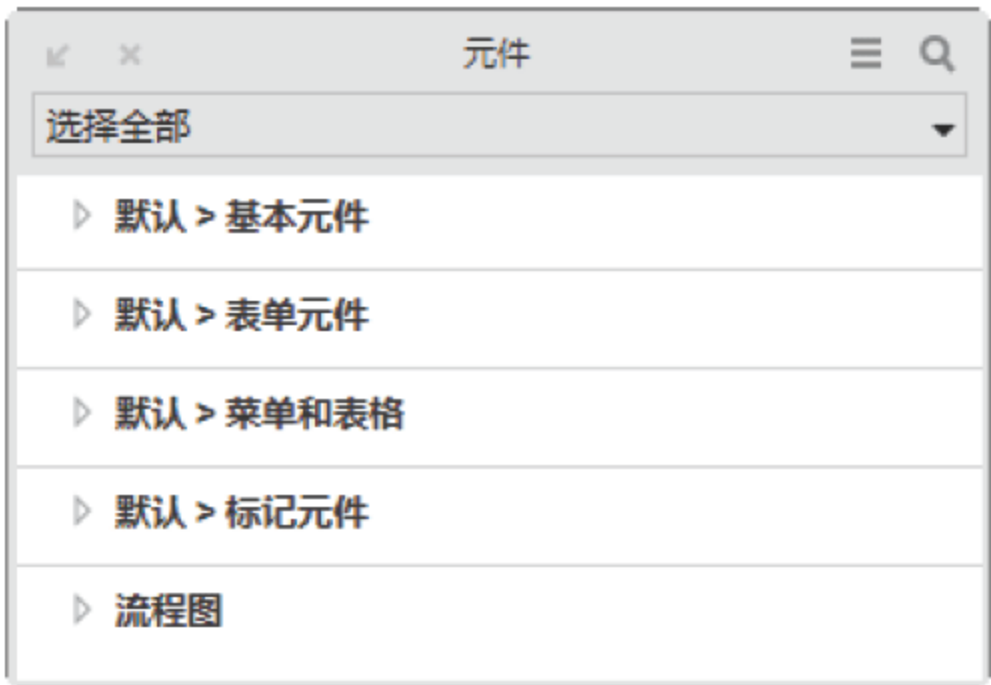 元件
选择全部
默认 > 基本元件
默认 > 表单元件
默认 > 菜单和表格
默认 > 标记元件
流程图